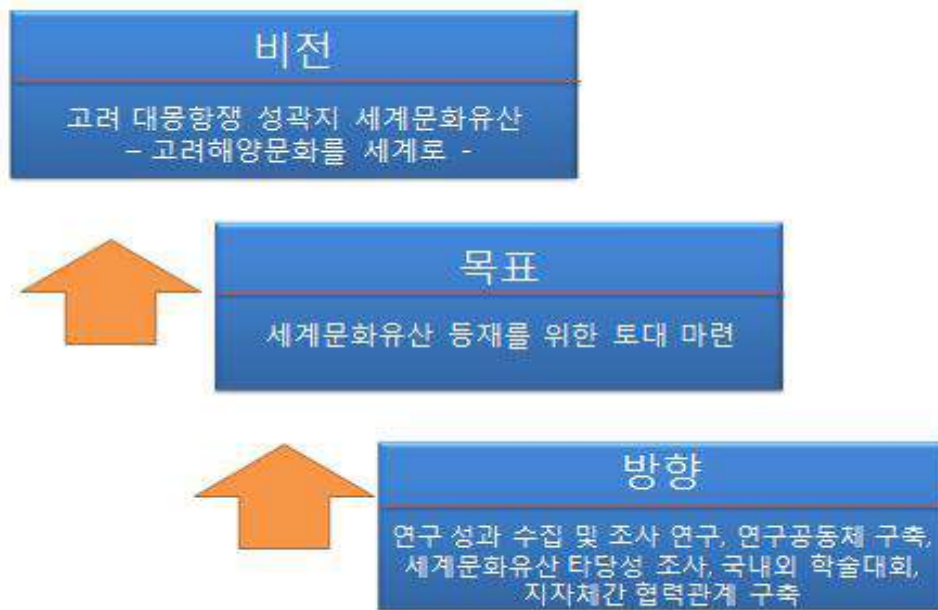 비전
고려 대몽항쟁 성곽지 세계문화유산
– 고려해양문화를 세계로 -
목표
세계문화유산 등재를 위한 토대 마련
방향
연구 성과 수집 및 조사 연구, 연구공동체 구축,
세계문화유산 타당성 조사, 국내외 학술대회,
지자체간 협력관계 구축